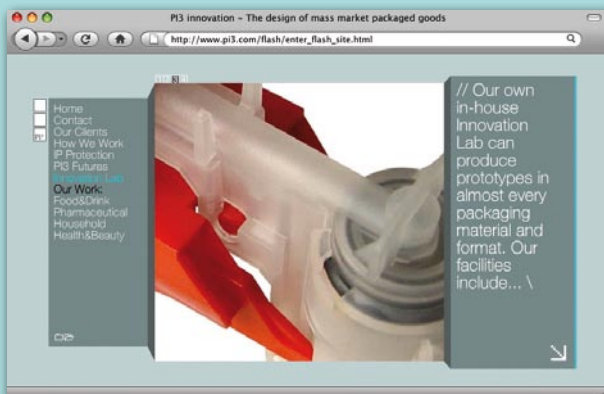 PI3 innovation – The design of mass market packaged goods
http://www.pi3.com/flash/enter_flash_site.html
3
Home
Contact
Our Clients
How We Work
IP Protection
PI3 Futures
Innovation Lab
Our Work:
Food&Drink
Pharmaceutical
Household
Health&Beauty
// Our own
in-house
Innovation
Lab can
produce
prototypes in
almost every
packaging
material and
format. Our
facilities
include... \